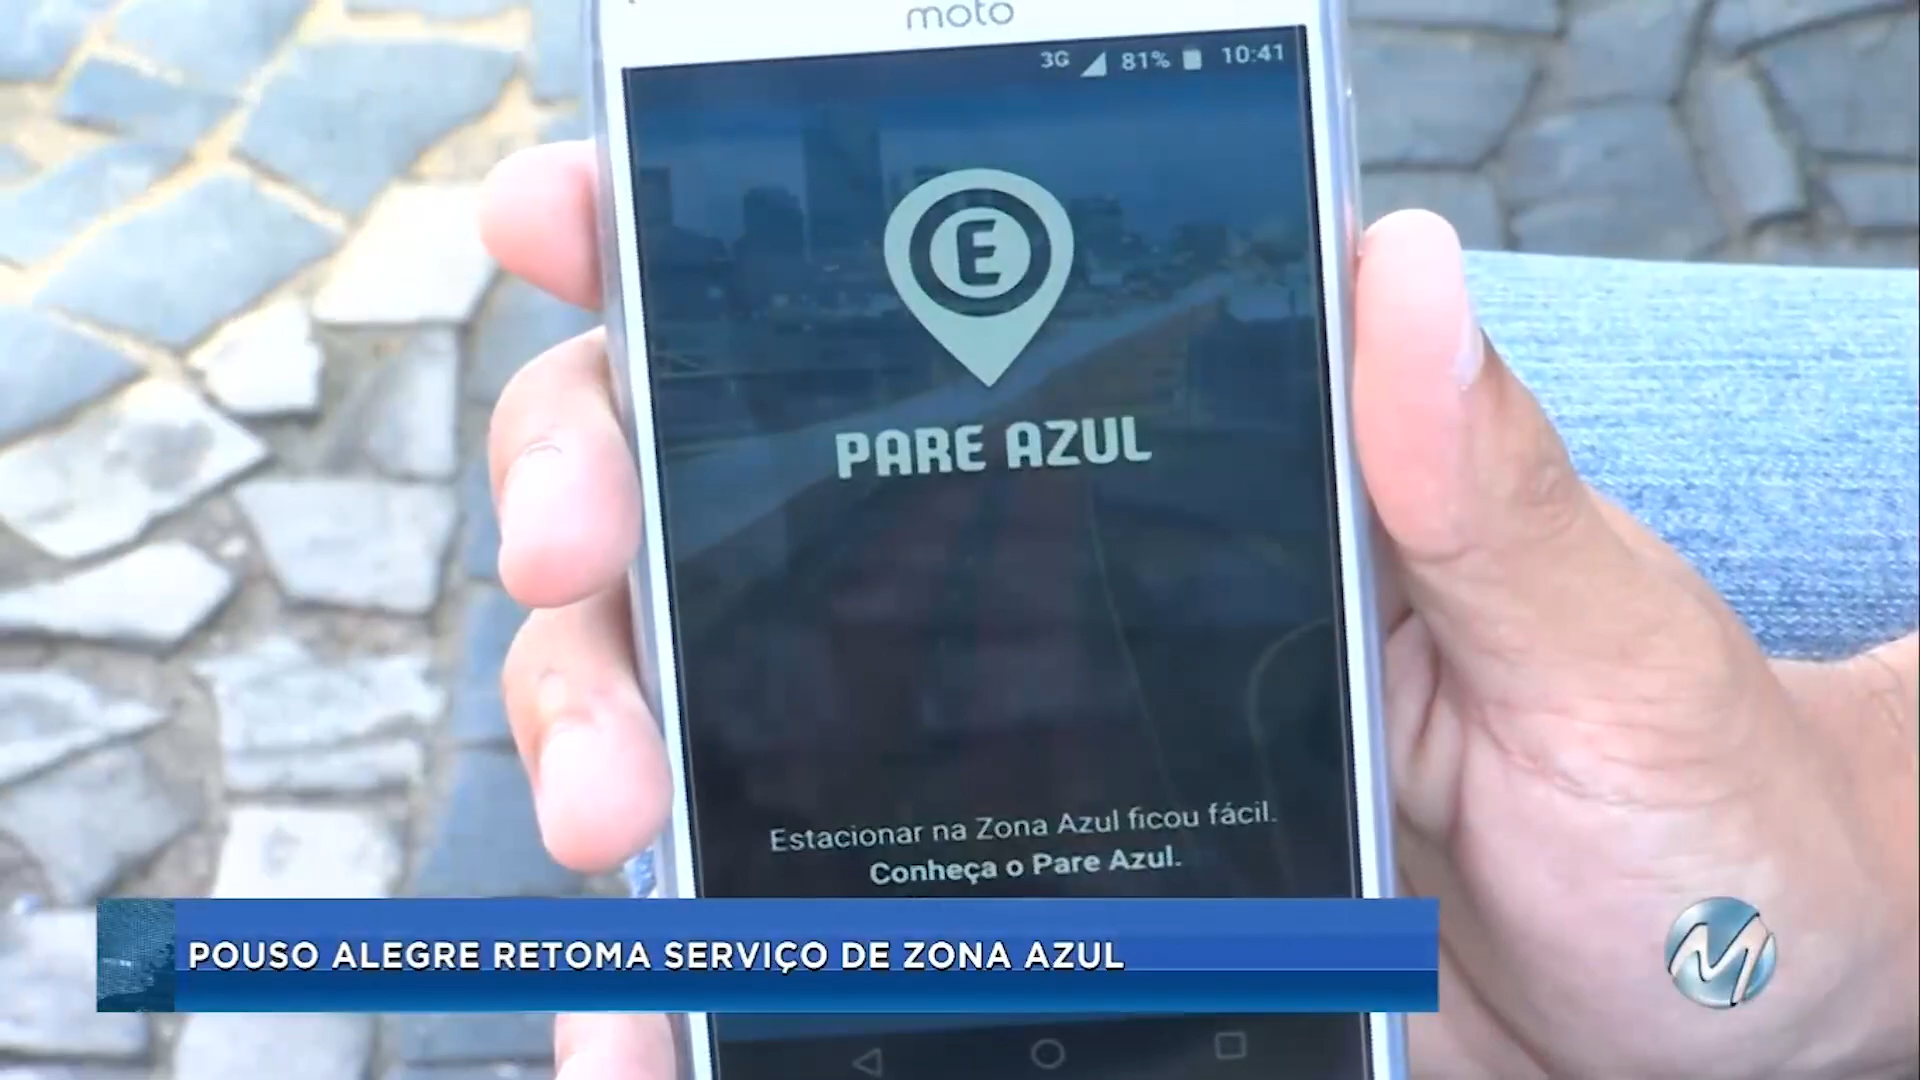 moto
3G 81% 10:41
E
PARE AZUL
Estacionar na Zona Azul ficou fácil.
Conheça o Pare Azul.
POUSO ALEGRE RETOMA SERVIÇO DE ZONA AZUL
M